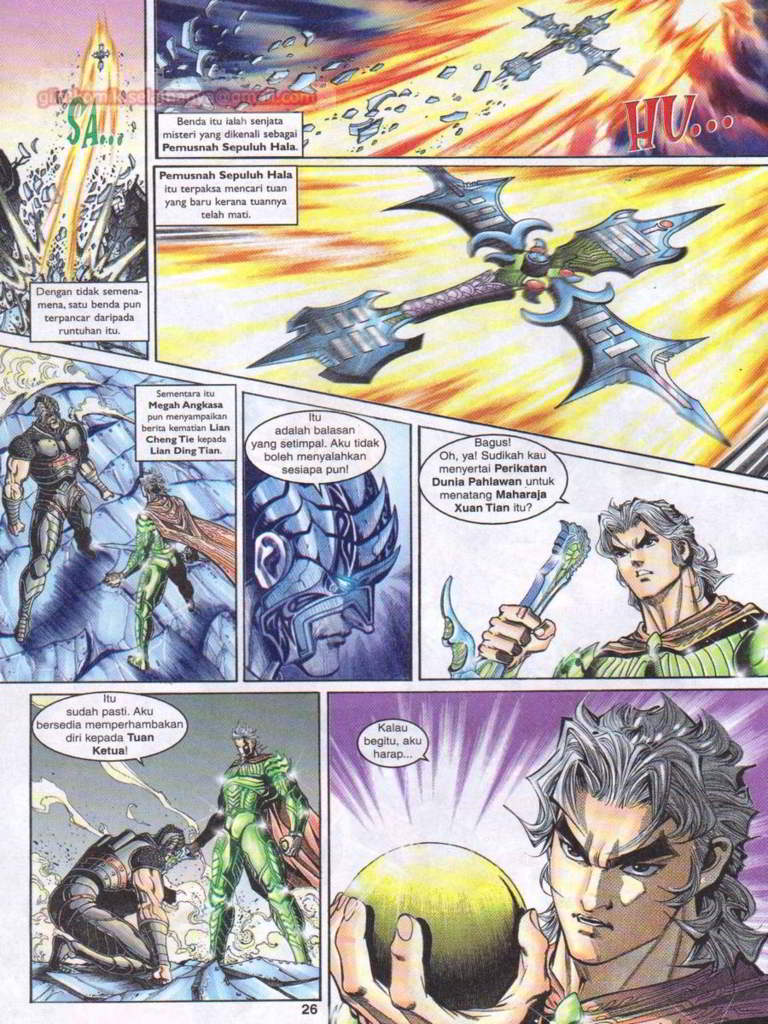 SA...
Dengan tidak semena-
mena, satu benda pun
terpancar daripada
runtuhan itu.
Benda itu ialah senjata
misteri yang dikenali sebagai
Pemusnah Sepuluh Hala.
HU...
Pemusnah Sepuluh Hala
itu terpaksa mencari tuan
yang baru kerana tuannya
telah mati.
Sementara itu
Megah Angkasa
pun menyampaikan
berita kematian Lian
Cheng Tie kepada
Lian Ding Tian.
Itu
adalah balasan
yang setimpal. Aku tidak
boleh menyalahkan
sesiapa pun!
Bagus!
Oh, ya! Sudikah kau
menyertai Perikatan
Dunia Pahlawan untuk
menatang Maharaja
Xuan Tian itu?
Itu
sudah pasti. Aku
bersedia memperhambakan
diri kepada Tuan
Ketua!
Kalau
begitu, aku
harap...
26